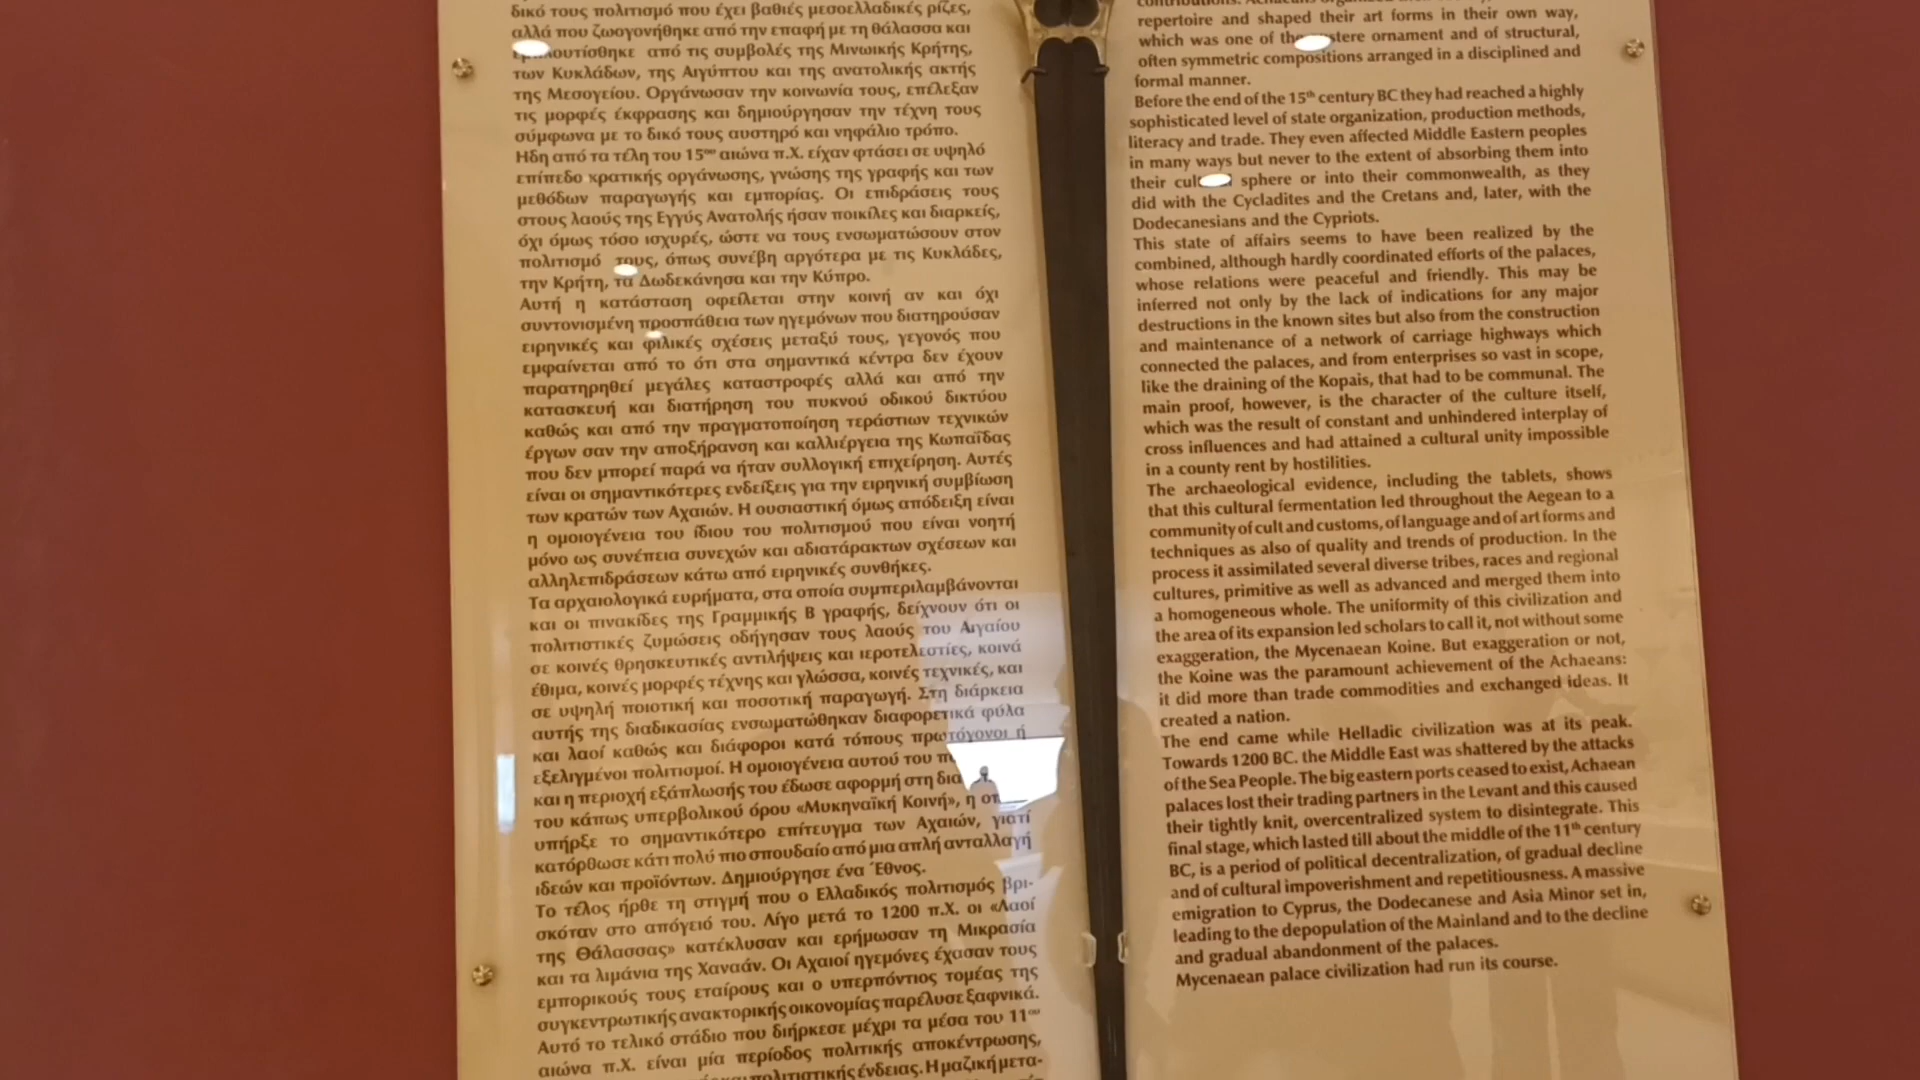 δικό τους πολιτισμό που έχει βαθιές μεσοελλαδικές ρίζες,
αλλά που ζωογονήθηκε από την επαφή με τη θάλασσα και
από τις συμβολές της Μινωικής Κρήτης,
των Κυκλάδων, της Αιγύπτου και της ανατολικής ακτής
της Μεσογείου. Οργάνωσαν την κοινωνία τους, επέλεξαν
τις μορφές έκφρασης και δημιούργησαν την τέχνη τους
σύμφωνα με το δικό τους αυστηρό και νηφάλιο τρόπο.
Ηδη από τα τέλη του 15ου αιώνα π.Χ. είχαν φτάσει σε υψηλό
επίπεδο κρατικής οργάνωσης, γνώσης της γραφής και των
μεθόδων παραγωγής και εμπορίας. Οι επιδράσεις τους
στους λαούς της Εγγύς Ανατολής ήσαν ποικίλες και διαρκείς,
όχι όμως τόσο ισχυρές, ώστε να τους ενσωματώσουν στον
πολιτισμό τους, όπως συνέβη αργότερα με τις Κυκλάδες,
την Κρήτη, τα Δωδεκάνησα και την Κύπρο.
Αυτή η κατάσταση οφείλεται στην κοινή αν και όχι
συντονισμένη προσπάθεια των ηγεμόνων που διατηρούσαν
ειρηνικές και φιλικές σχέσεις μεταξύ τους, γεγονός που
εμφαίνεται από το ότι στα σημαντικά κέντρα δεν έχουν
παρατηρηθεί μεγάλες καταστροφές αλλά και από την
κατασκευή και διατήρηση του πυκνού οδικού δικτύου
καθώς και από την πραγματοποίηση τεράστιων τεχνικών
έργων σαν την αποξήρανση και καλλιέργεια της Κωπαΐδας
που δεν μπορεί παρά να ήταν συλλογική επιχείρηση. Αυτές
είναι οι σημαντικότερες ενδείξεις για την ειρηνική συμβίωση
των κρατών των Αχαιών. Η ουσιαστική όμως απόδειξη είναι
η ομοιογένεια του ίδιου του πολιτισμού που είναι νοητή
μόνο ως συνέπεια συνεχών και αδιατάρακτων σχέσεων και
αλληλεπιδράσεων κάτω από ειρηνικές συνθήκες.
Τα αρχαιολογικά ευρήματα, στα οποία συμπεριλαμβάνονται
και οι πινακίδες της Γραμμικής Β γραφής, δείχνουν ότι οι
πολιτιστικές ζυμώσεις οδήγησαν τους λαούς του Αιγαίου
σε κοινές θρησκευτικές αντιλήψεις και ιεροτελεστίες, κοινά
έθιμα, κοινές μορφές τέχνης και γλώσσα, κοινές τεχνικές, και
σε υψηλή ποιοτική και ποσοτική παραγωγή. Στη διάρκεια
αυτής της διαδικασίας ενσωματώθηκαν διαφορετικά φύλα
και λαοί καθώς και διάφοροι κατά τόπους πρωτόγονοι ή
εξελιγμένοι πολιτισμοί. Η ομοιογένεια αυτού του
και η περιοχή εξάπλωσής του έδωσε αφορμή στη
του κάπως υπερβολικού όρου «Μυκηναϊκή Κοινή», η
υπήρξε το σημαντικότερο επίτευγμα των Αχαιών, γιατί
κατόρθωσε κάτι πολύ πιο σπουδαίο από μια απλή ανταλλαγή
ιδεών και προϊόντων. Δημιούργησε ένα Έθνος.
Το τέλος ήρθε τη στιγμή που ο Ελλαδικός πολιτισμός βρι-
σκόταν στο απόγειό του. Λίγο μετά το 1200 π.Χ. οι «Λαοί
της Θάλασσας» κατέκλυσαν και ερήμωσαν τη Μικρασία
και τα λιμάνια της Χαναάν. Οι Αχαιοί ηγεμόνες έχασαν τους
εμπορικούς τους εταίρους και ο υπερπόντιος τομέας της
συγκεντρωτικής ανακτορικής οικονομίας παρέλυσε ξαφνικά.
Αυτό το τελικό στάδιο που διήρκεσε μέχρι τα μέσα του 11ου
αιώνα π.Χ. είναι μία περίοδος πολιτικής αποκέντρωσης,
πολιτιστικής ένδειας. Η μαζική μετα-
repertoire and shaped their art forms in their own way,
which was one of ornament and of structural,
often symmetric compositions arranged in a disciplined and
formal manner.
Before the end of the 15th century BC they had reached a highly
sophisticated level of state organization, production methods,
literacy and trade. They even affected Middle Eastern peoples
in many ways but never to the extent of absorbing them into
their sphere or into their commonwealth, as they
did with the Cycladites and the Cretans and, later, with the
Dodecanesians and the Cypriots.
This state of affairs seems to have been realized by the
combined, although hardly coordinated efforts of the palaces,
whose relations were peaceful and friendly. This may be
inferred not only by the lack of indications for any major
destructions in the known sites but also from the construction
and maintenance of a network of carriage highways which
connected the palaces, and from enterprises so vast in scope,
like the draining of the Kopais, that had to be communal. The
main proof, however, is the character of the culture itself,
which was the result of constant and unhindered interplay of
cross influences and had attained a cultural unity impossible
in a county rent by hostilities.
The archaeological evidence, including the tablets, shows
that this cultural fermentation led throughout the Aegean to a
community of cult and customs, of language and of art forms and
techniques as also of quality and trends of production. In the
process it assimilated several diverse tribes, races and regional
cultures, primitive as well as advanced and merged them into
a homogeneous whole. The uniformity of this civilization and
the area of its expansion led scholars to call it, not without some
exaggeration, the Mycenaean Koine. But exaggeration or not,
the Koine was the paramount achievement of the Achaeans:
it did more than trade commodities and exchanged ideas. It
created a nation.
The end came while Helladic civilization was at its peak.
Towards 1200 BC. the Middle East was shattered by the attacks
of the Sea People. The big eastern ports ceased to exist, Achaean
palaces lost their trading partners in the Levant and this caused
their tightly knit, overcentralized system to disintegrate. This
final stage, which lasted till about the middle of the 11th century
BC, is a period of political decentralization, of gradual decline
and of cultural impoverishment and repetitiousness. A massive
emigration to Cyprus, the Dodecanese and Asia Minor set in,
leading to the depopulation of the Mainland and to the decline
and gradual abandonment of the palaces.
Mycenaean palace civilization had run its course.